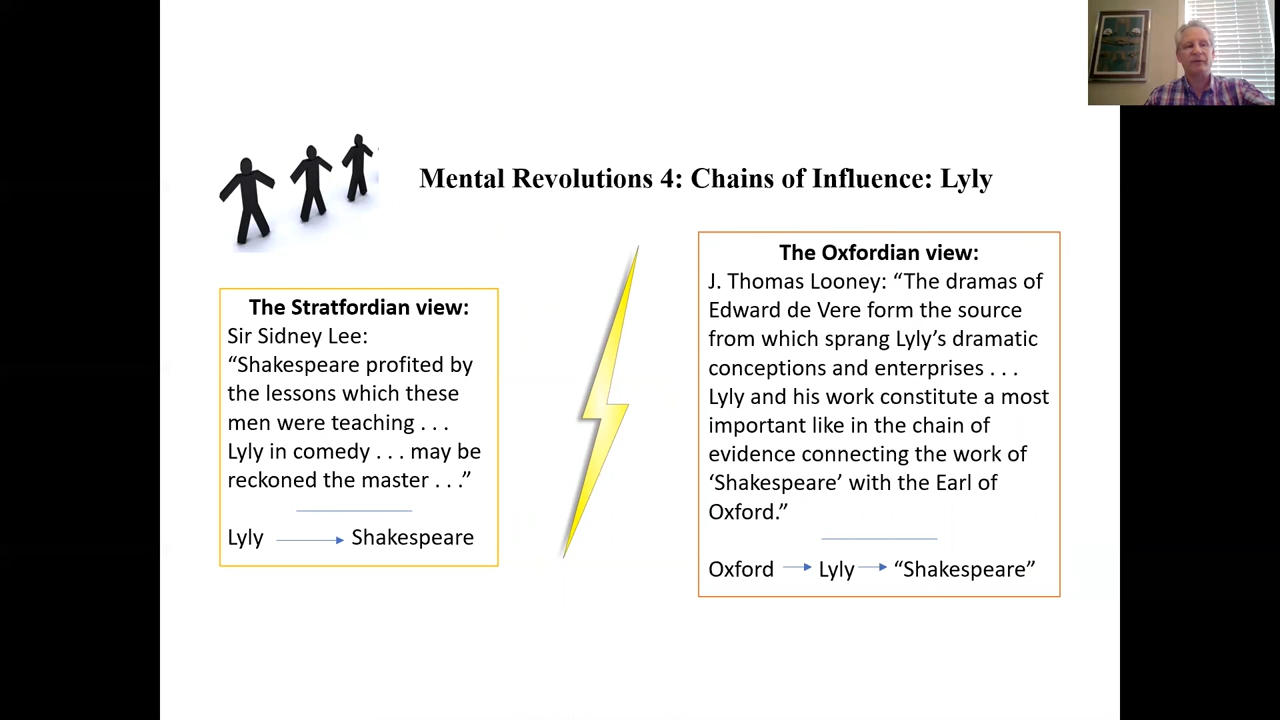 Mental Revolutions 4: Chains of Influence: Lyly
The Stratfordian view:
Sir Sidney Lee:
“Shakespeare profited by
the lessons which these
men were teaching . . .
Lyly in comedy . . . may be
reckoned the master . . .”
Lyly Shakespeare
The Oxfordian view:
J. Thomas Looney: “The dramas of
Edward de Vere form the source
from which sprang Lyly’s dramatic
conceptions and enterprises . . .
Lyly and his work constitute a most
important like in the chain of
evidence connecting the work of
‘Shakespeare’ with the Earl of
Oxford.”
Oxford Lyly “Shakespeare”